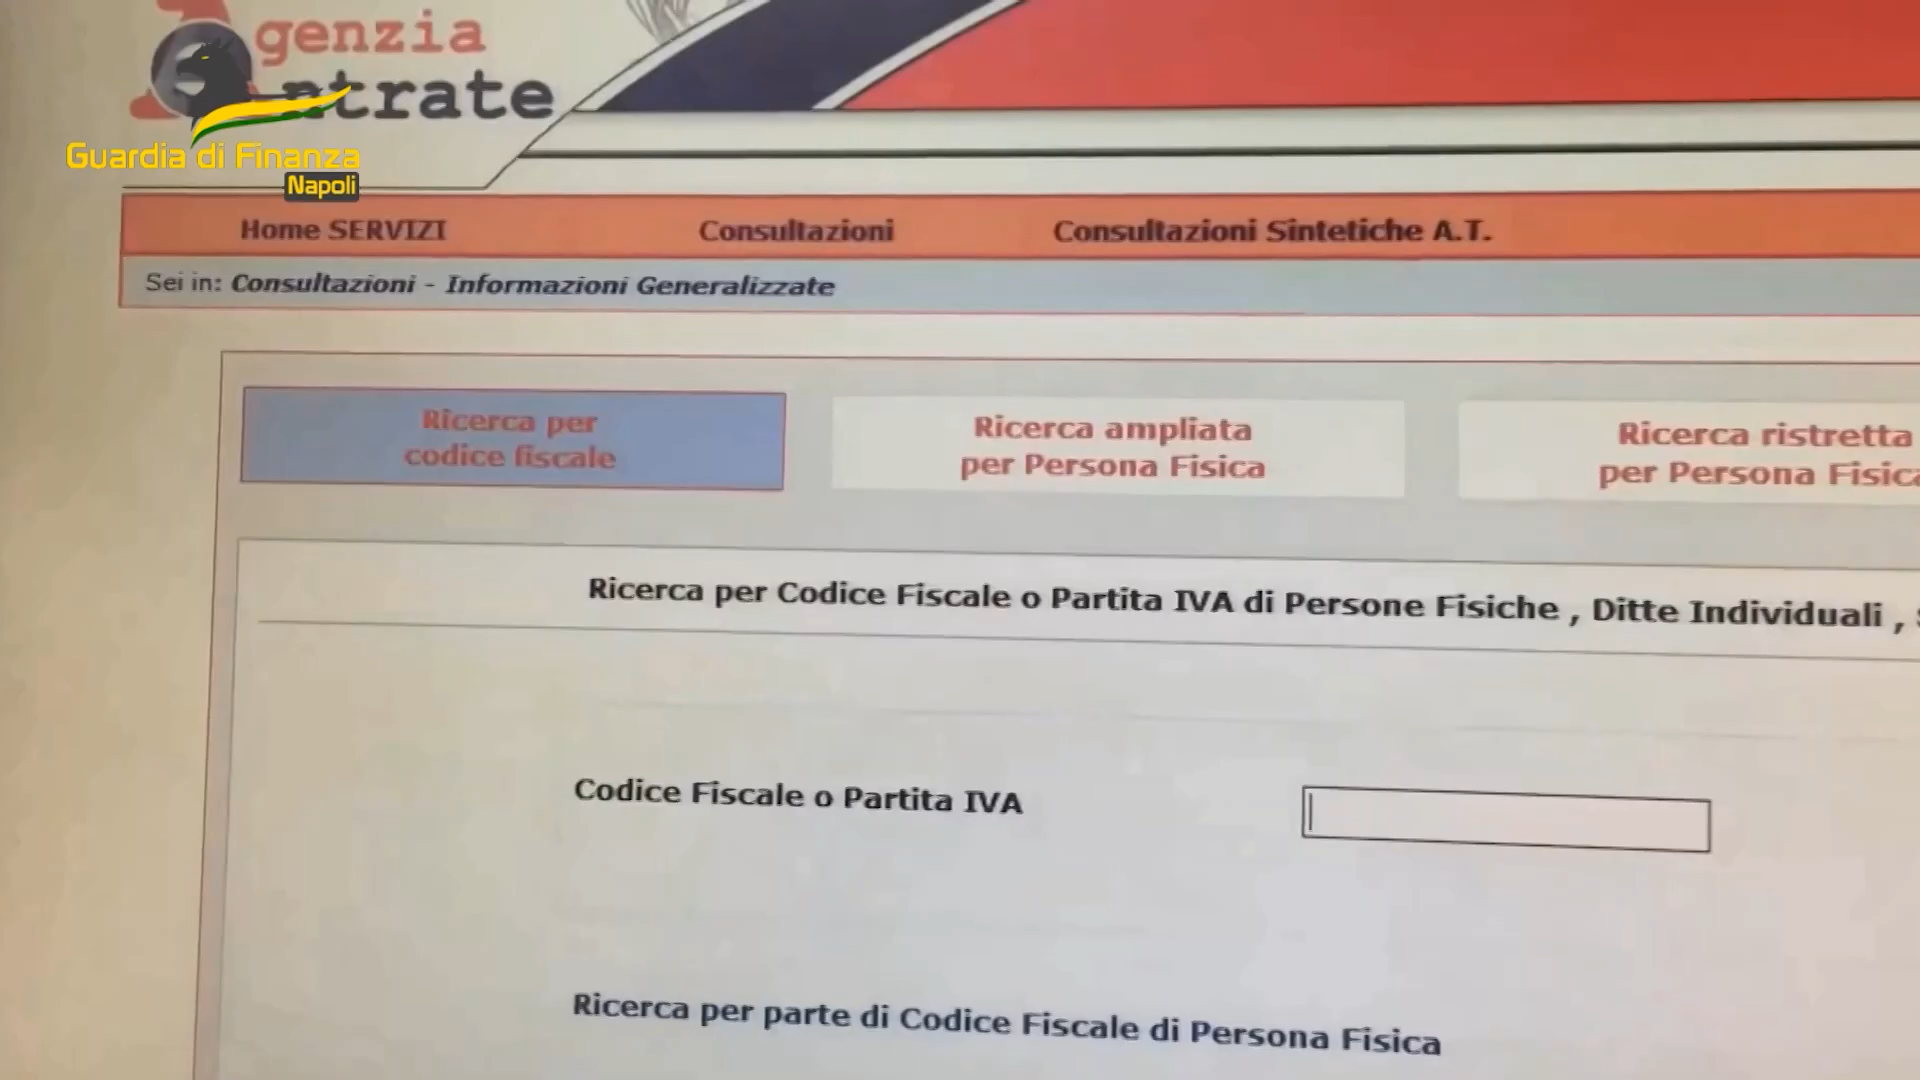 genzia
ntrate
Guardia di Finanza
Napoli
Home SERVIZI
Consultazioni
Consultazioni Sintetiche A.T.
Sei in: Consultazioni - Informazioni Generalizzate
Ricerca per
codice fiscale
Ricerca ampliata
per Persona Fisica
Ricerca ristretta
per Persona Fisica
Ricerca per Codice Fiscale o Partita IVA di Persone Fisiche , Ditte Individuali ,
Codice Fiscale o Partita IVA
Ricerca per parte di Codice Fiscale di Persona Fisica